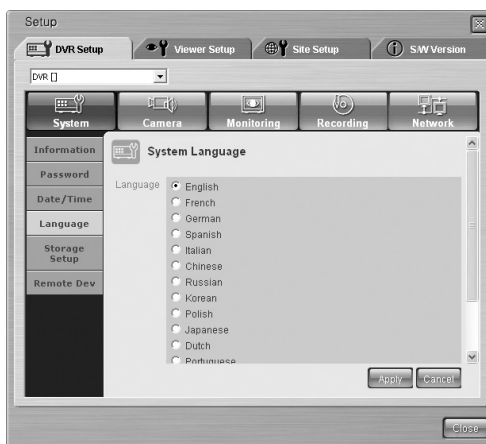 Setup
DVR Setup
Viewer Setup
Site Setup
S/W Version
DVR []
System
Camera
Monitoring
Recording
Network
Information
Password
Date/Time
Language
Storage
Setup
Remote Dev
System Language
Language
English
French
German
Spanish
Italian
Chinese
Russian
Korean
Polish
Japanese
Dutch
Portuguese
Apply
Cancel
Close